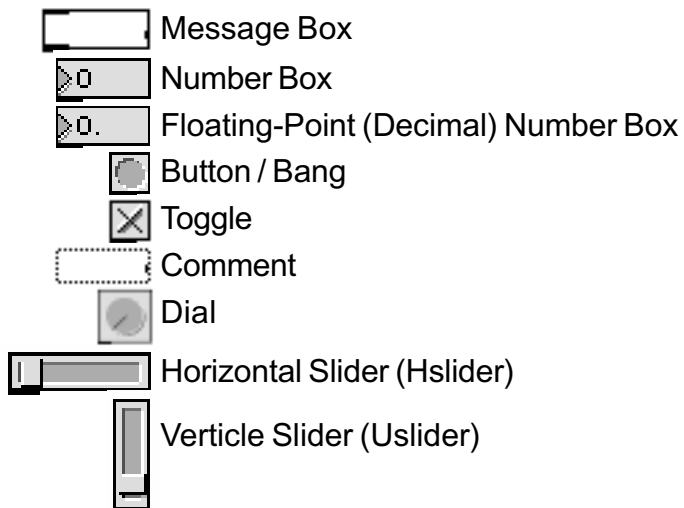 Message Box
0 Number Box
0. Floating-Point (Decimal) Number Box
Button / Bang
Toggle
Comment
Dial
Horizontal Slider (Hslider)
Verticle Slider (Uslider)